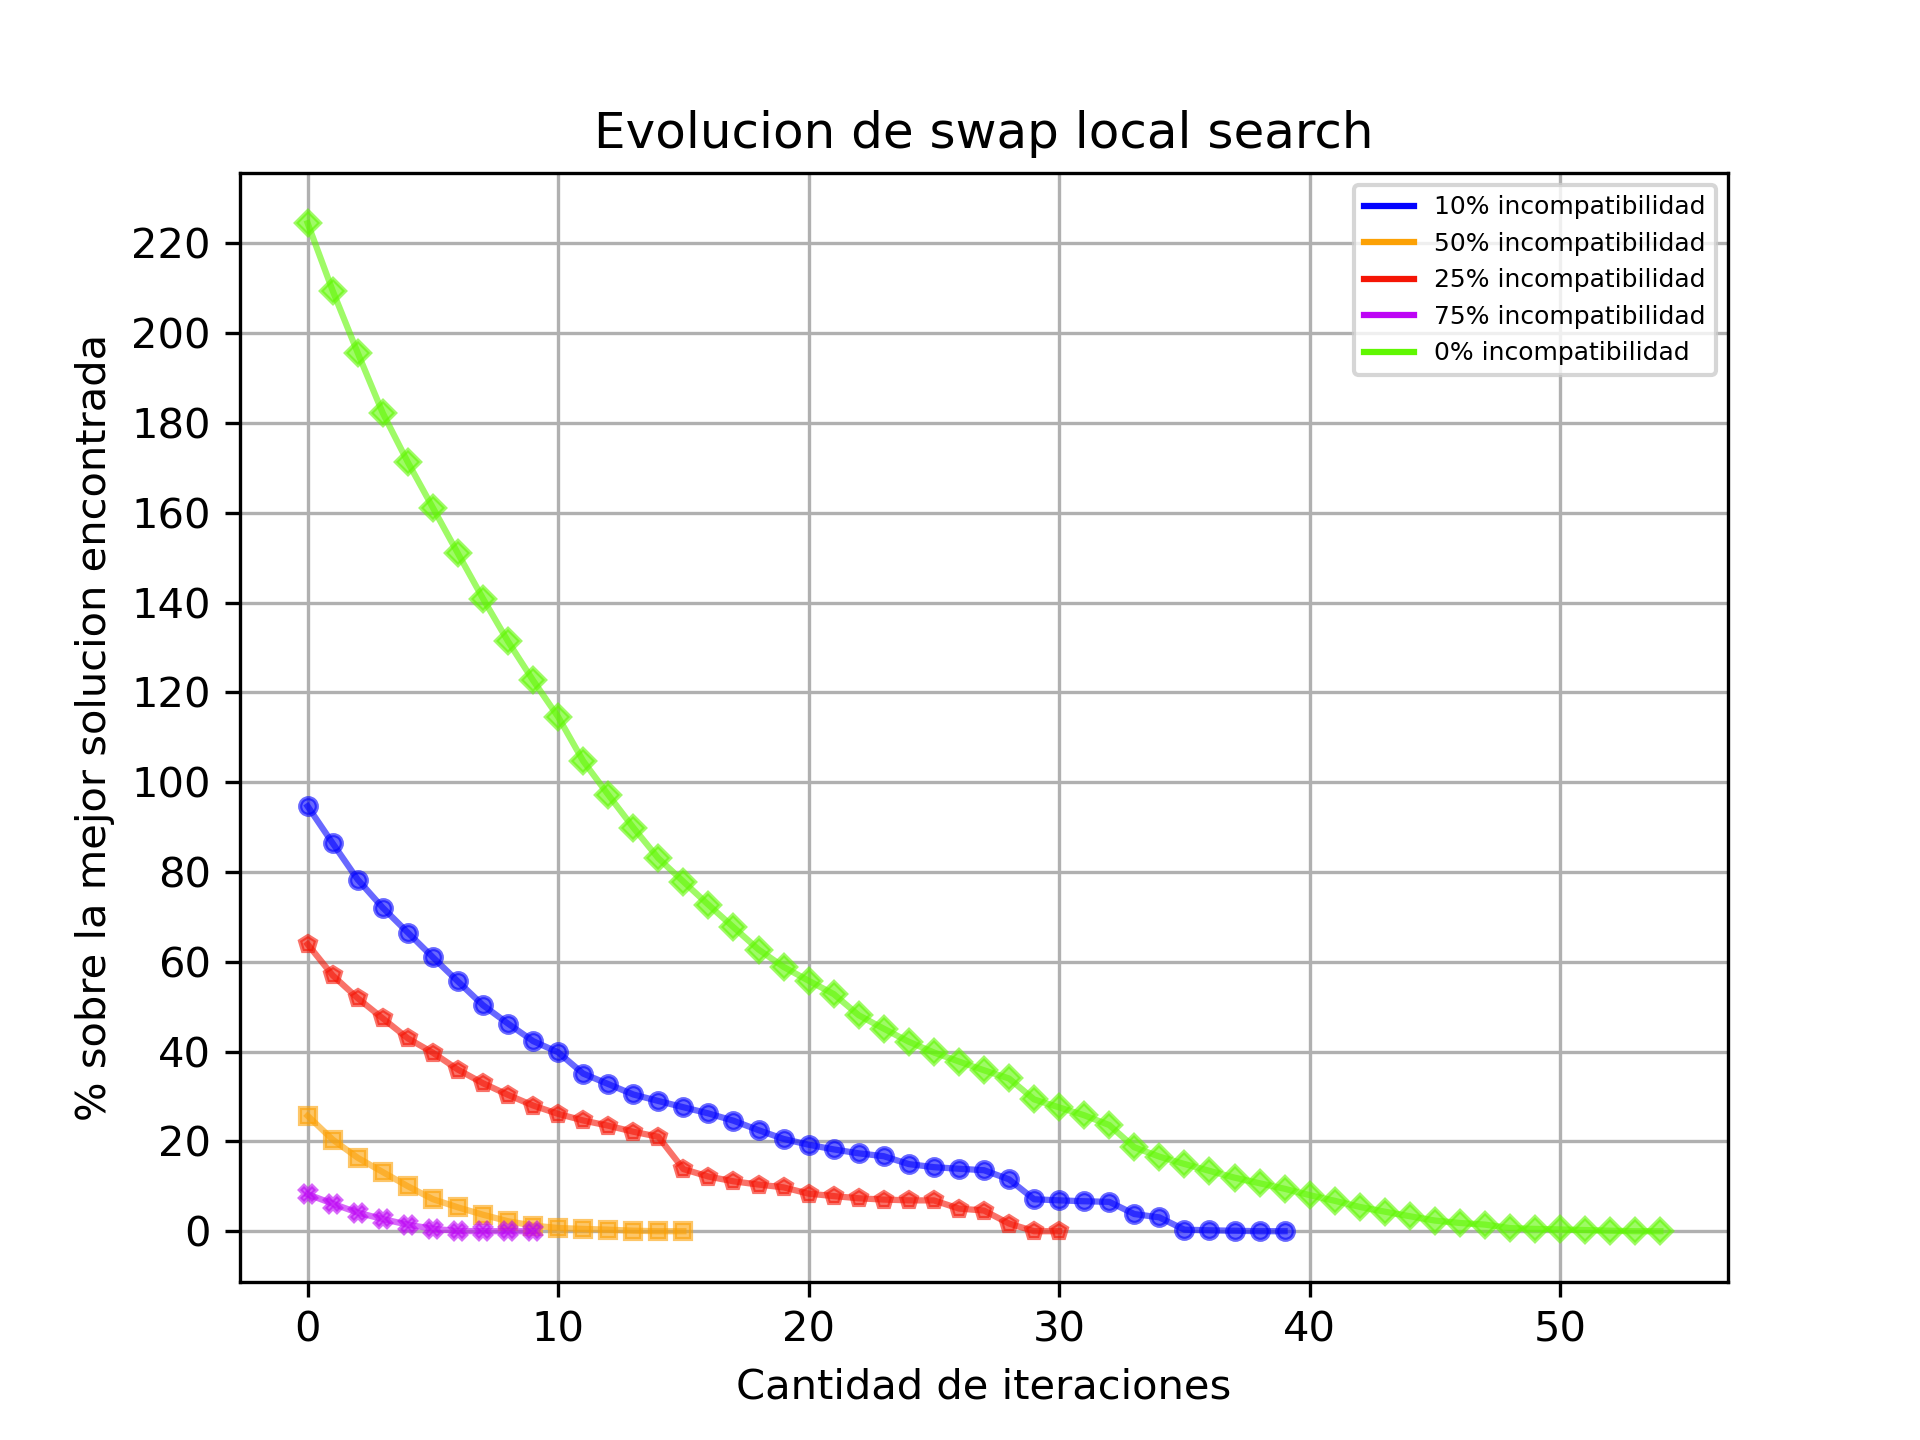 Evolucion de swap local search
10% incompatibilidad
50% incompatibilidad
25% incompatibilidad
75% incompatibilidad
0% incompatibilidad
% sobre la mejor solucion encontrada
220
200
180
160
140
120
100
80
60
40
20
0
0 10 20 30 40 50
Cantidad de iteraciones